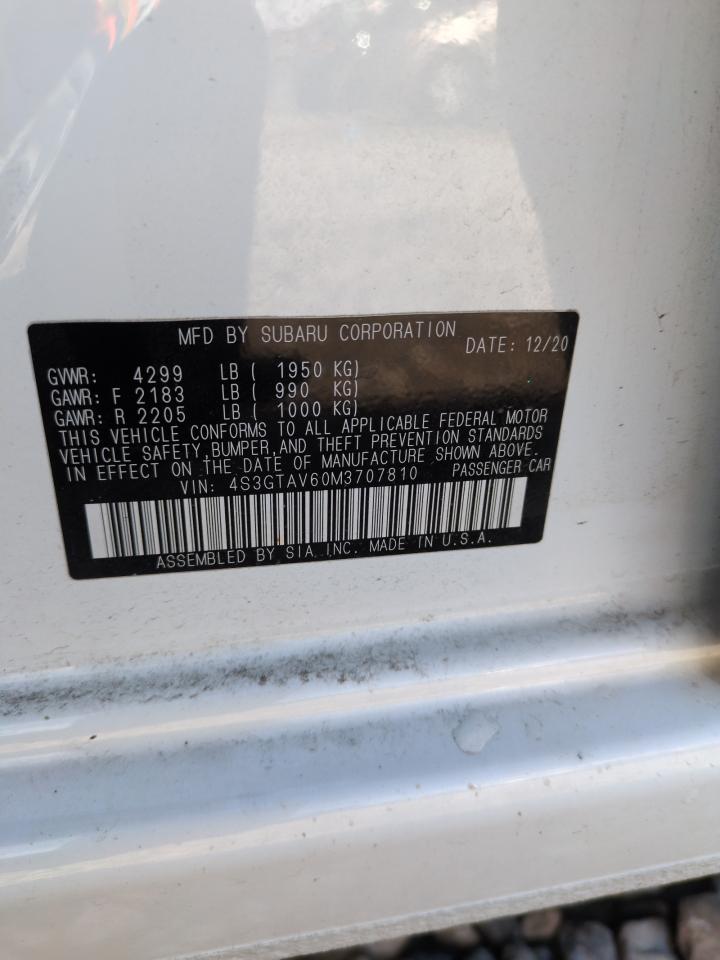 MFD BY SUBARU CORPORATION DATE: 12/20
GVWR: 4299 LB ( 1950 KG)
GAWR: F 2183 LB ( 990 KG)
GAWR: R 2205 LB ( 1000 KG)
THIS VEHICLE CONFORMS TO ALL APPLICABLE FEDERAL MOTOR
VEHICLE SAFETY, BUMPER, AND THEFT PREVENTION STANDARDS
IN EFFECT ON THE DATE OF MANUFACTURE SHOWN ABOVE.
VIN: 4S3GTAV60M3707810 PASSENGER CAR
ASSEMBLED BY SIA, INC. MADE IN U.S.A.